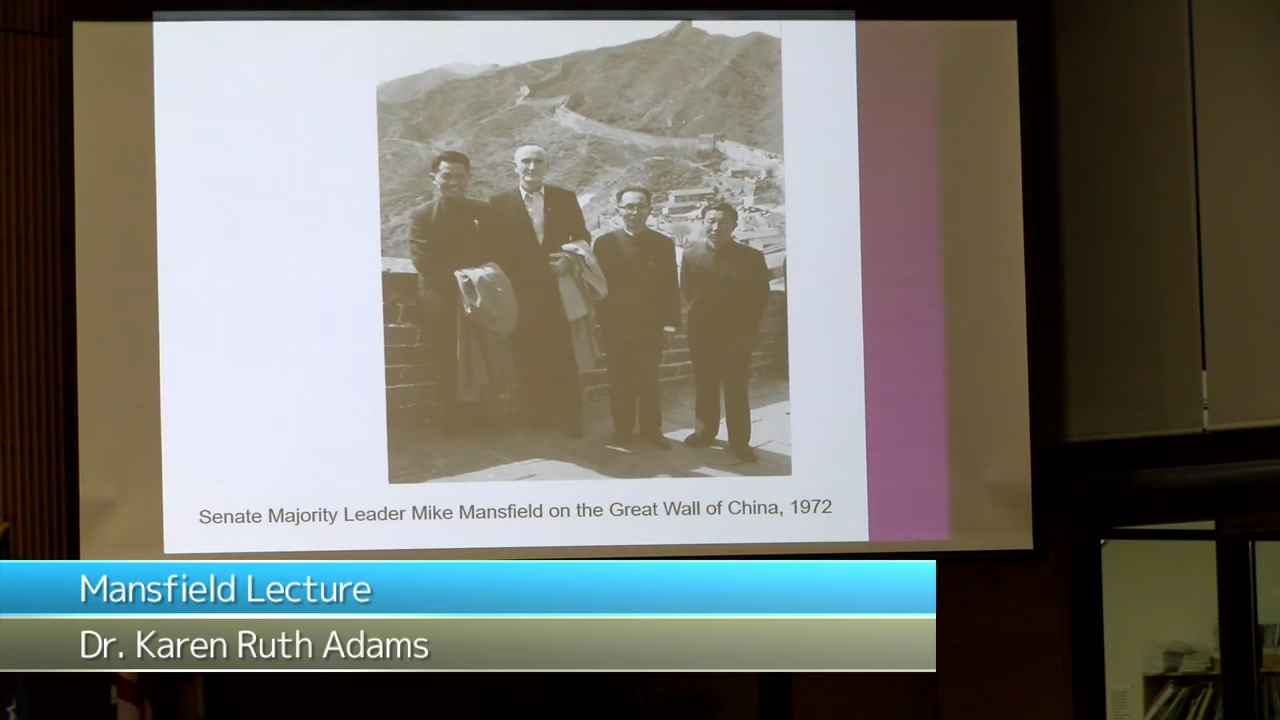 Senate Majority Leader Mike Mansfield on the Great Wall of China, 1972
Mansfield Lecture
Dr. Karen Ruth Adams